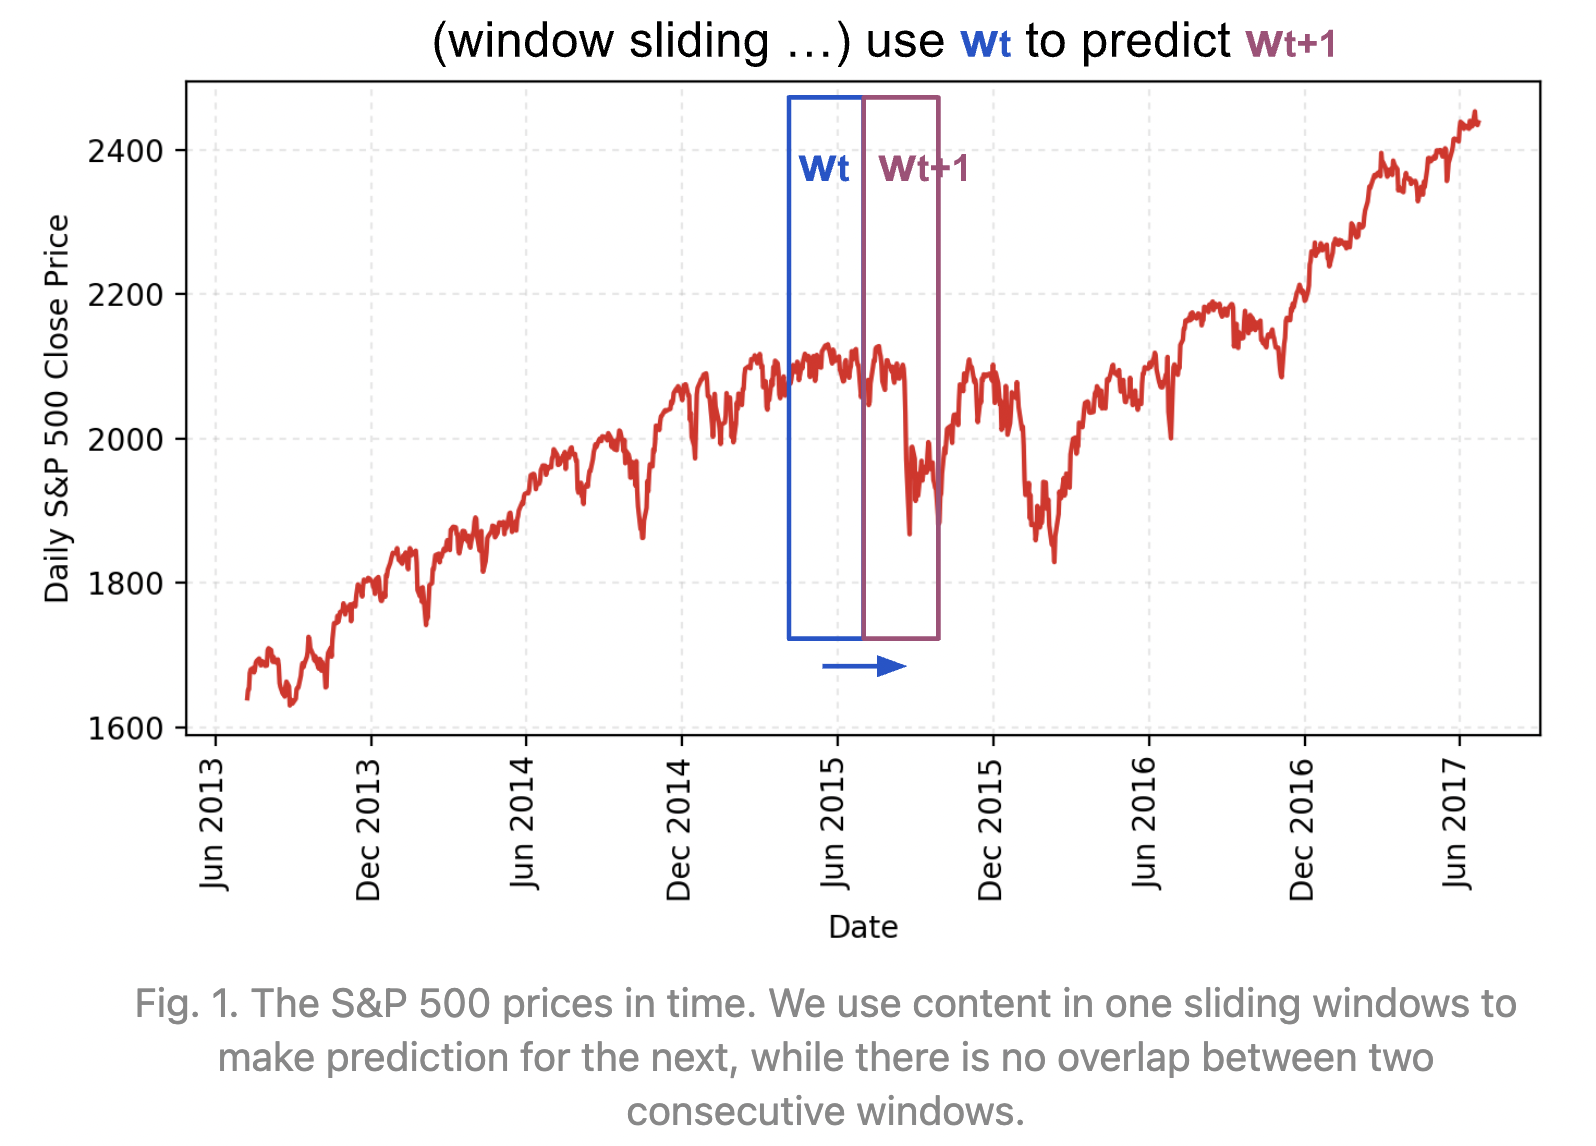 (window sliding …) use Wt to predict Wt+1
Wt
Wt+1
Daily S&P 500 Close Price
2400
2200
2000
1800
1600
Jun 2013
Dec 2013
Jun 2014
Dec 2014
Jun 2015
Dec 2015
Jun 2016
Dec 2016
Jun 2017
Date
Fig. 1. The S&P 500 prices in time. We use content in one sliding windows to
make prediction for the next, while there is no overlap between two
consecutive windows.